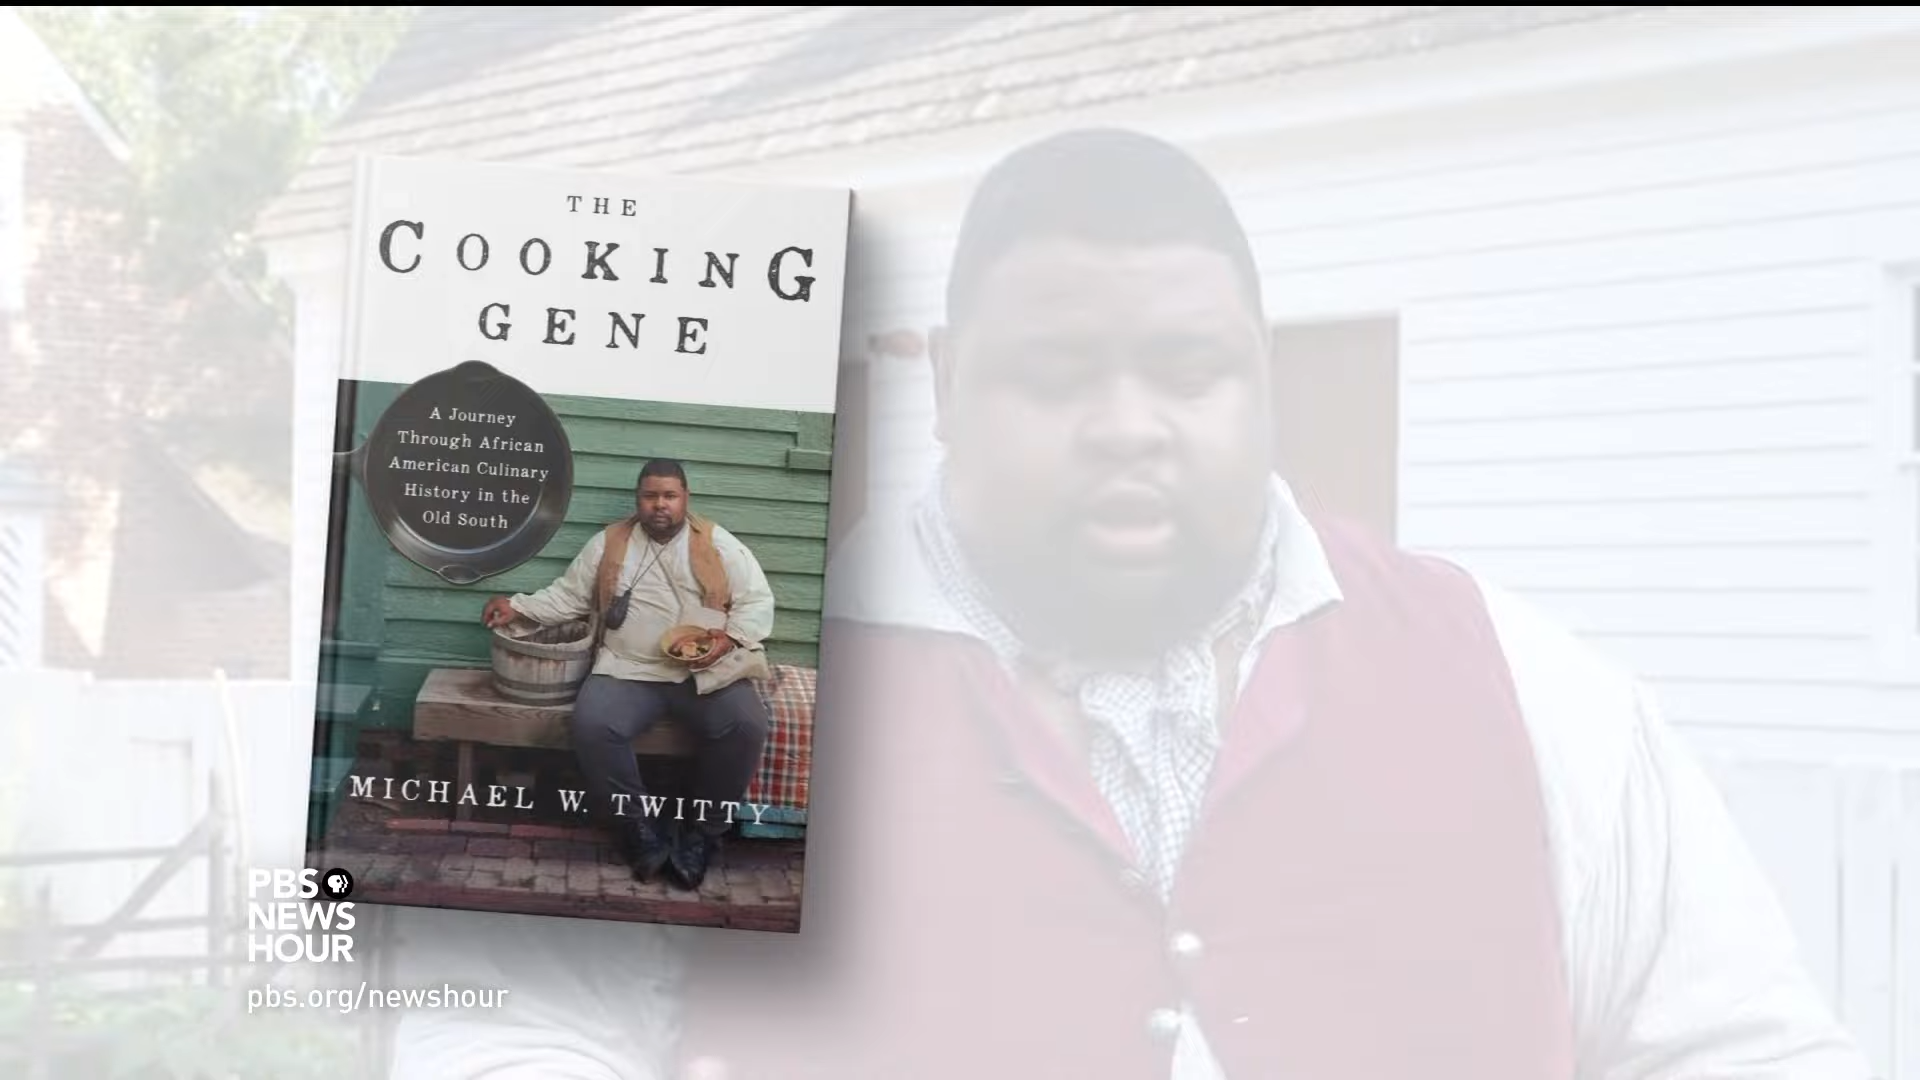 THE
COOKING
GENE
A Journey
Through African
American Culinary
History in the
Old South
MICHAEL W. TWITTY
PBS
NEWS
HOUR
pbs.org/newshour